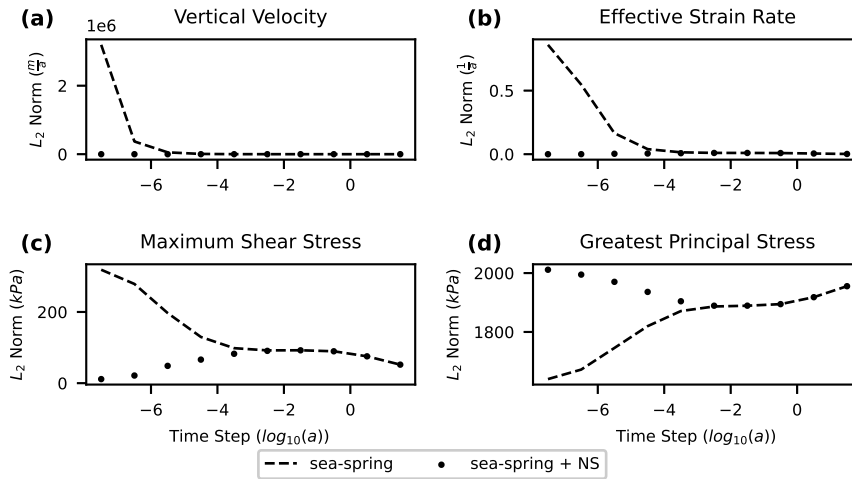 (a) Vertical Velocity
1e6
L₂ Norm (m/a)
2
0
−6 −4 −2 0
(b) Effective Strain Rate
L₂ Norm (1/a)
0.5
0.0
−6 −4 −2 0
(c) Maximum Shear Stress
L₂ Norm (kPa)
200
0
−6 −4 −2 0
Time Step (log₁₀(a))
(d) Greatest Principal Stress
L₂ Norm (kPa)
2000
1800
−6 −4 −2 0
Time Step (log₁₀(a))
sea-spring sea-spring + NS